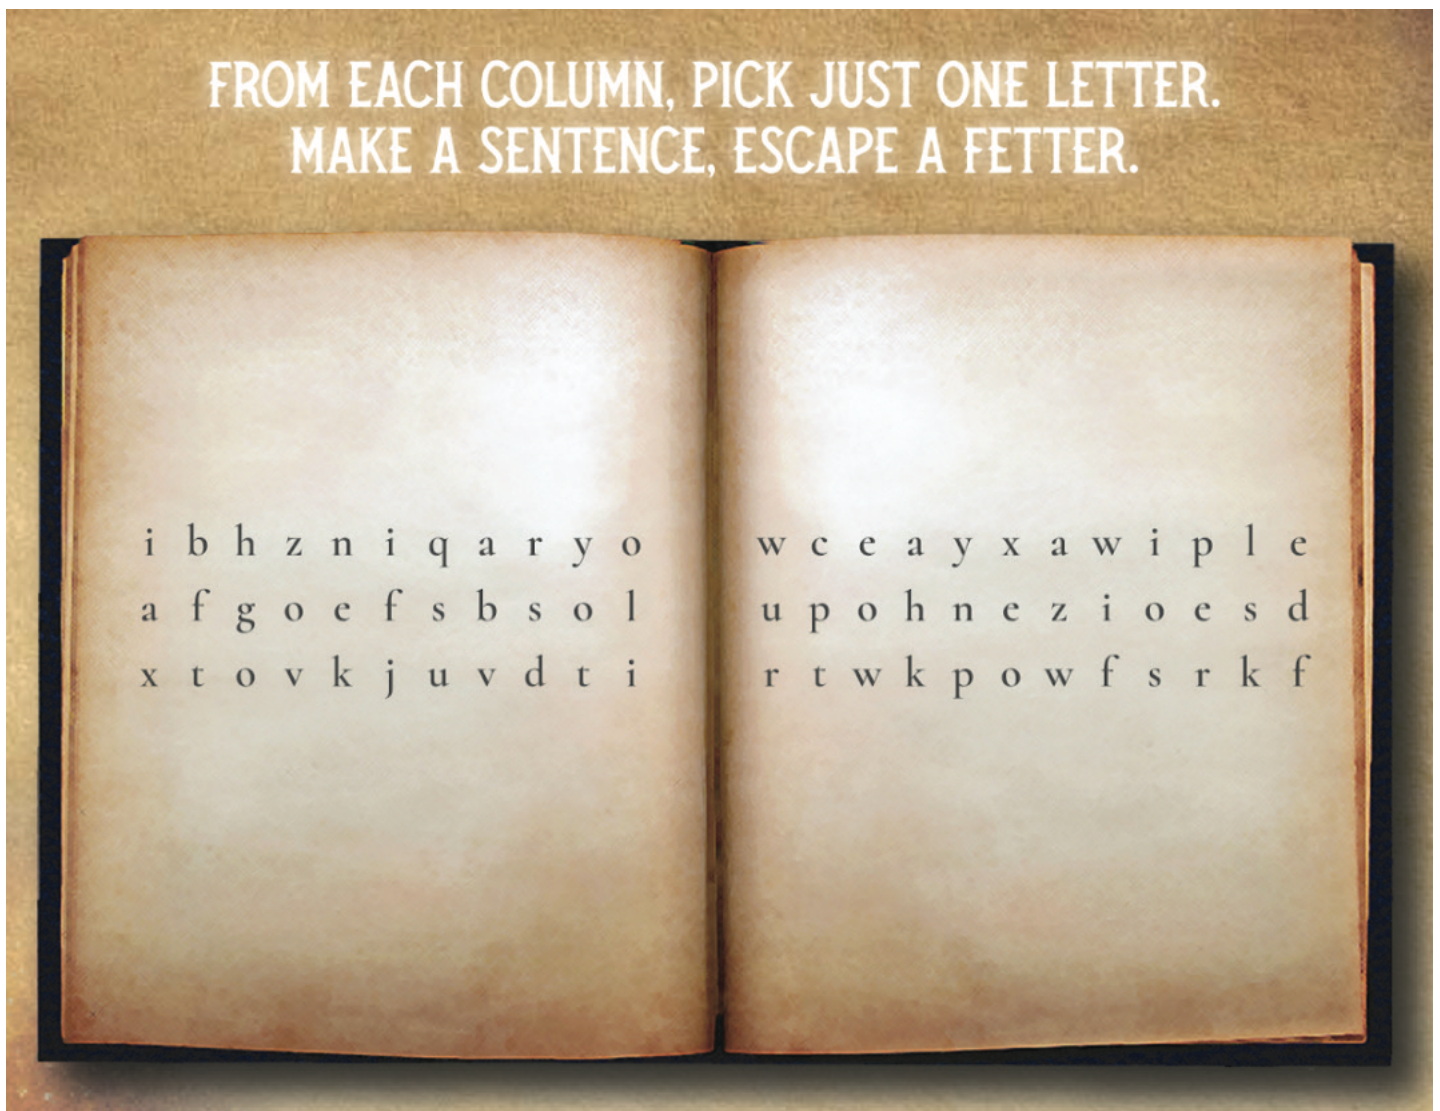 FROM EACH COLUMN, PICK JUST ONE LETTER.
MAKE A SENTENCE, ESCAPE A FETTER.
i b h z n i q a r y o w c e a y x a w i p l e
a f g o e f s b s o l u p o h n e z i o e s d
x t o v k j u v d t i r t w k p o w f s r k f